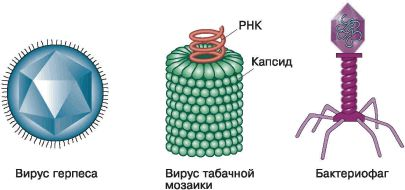 РНК
Капсид
Вирус герпеса
Вирус табачной
мозаики
Бактериофаг